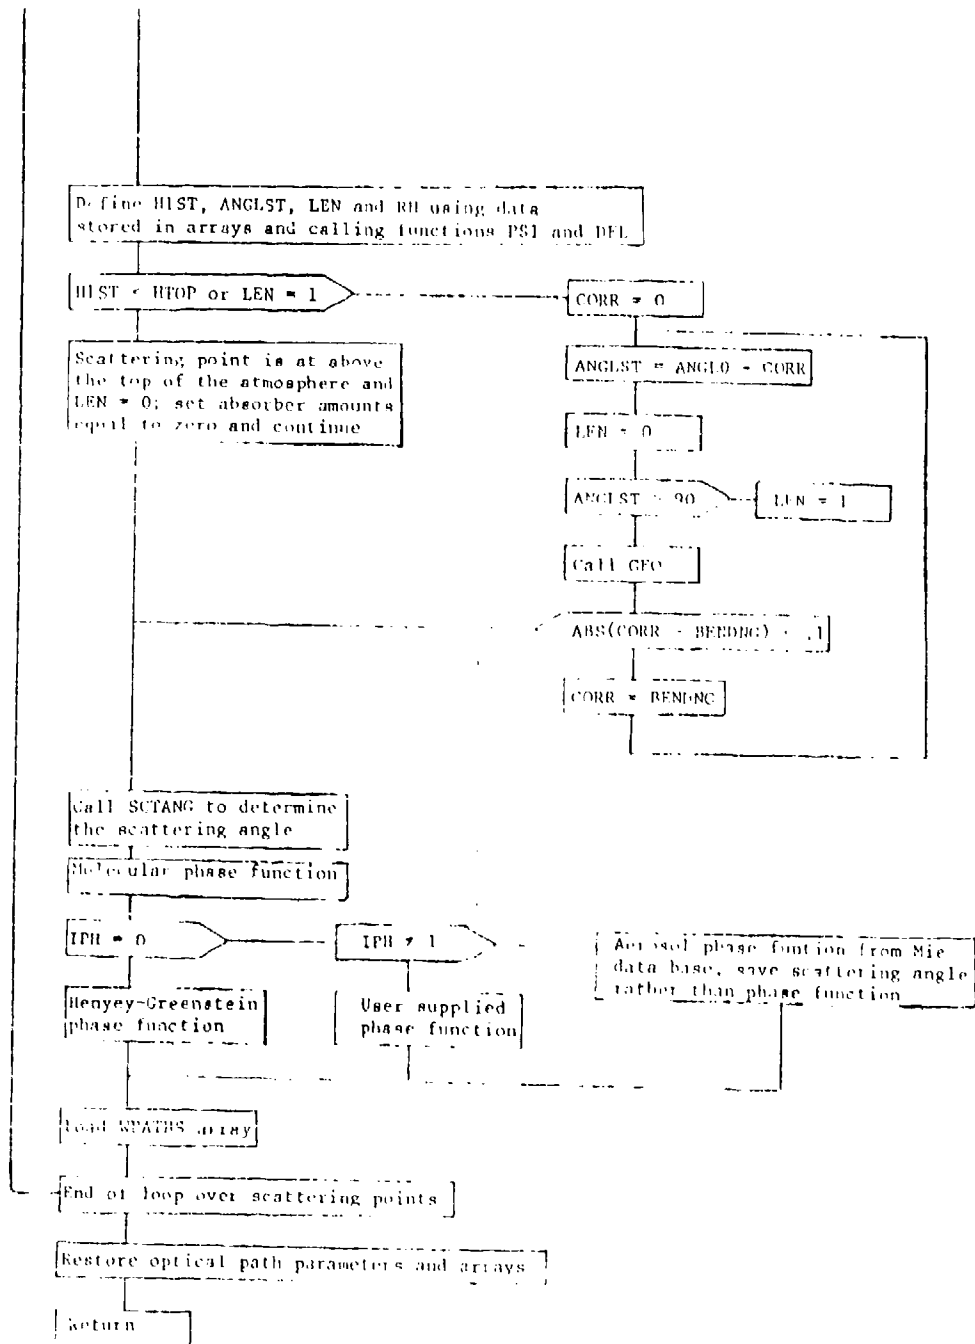 Define H1ST, ANGLST, LEN and RH using data
stored in arrays and calling functions PSI and DEL
H1ST < HTOP or LEN = 1
CORR = 0
Scattering point is at above
the top of the atmosphere and
LEN = 0; set absorber amounts
equal to zero and continue
ANGLST = ANGL0 - CORR
LEN = 0
ANGLST > 90
LEN = 1
Call GEO
ABS(CORR - BENDNG) .1
CORR = BENDNG
Call SCTANG to determine
the scattering angle
Molecular phase function
IPH = 0
IPH ≠ 1
Aerosol phase funtion from Mie
data base, save scattering angle
rather than phase function
Henyey-Greenstein
phase function
User supplied
phase function
Load WPATHS array
End of loop over scattering points
Restore optical path parameters and arrays
Return